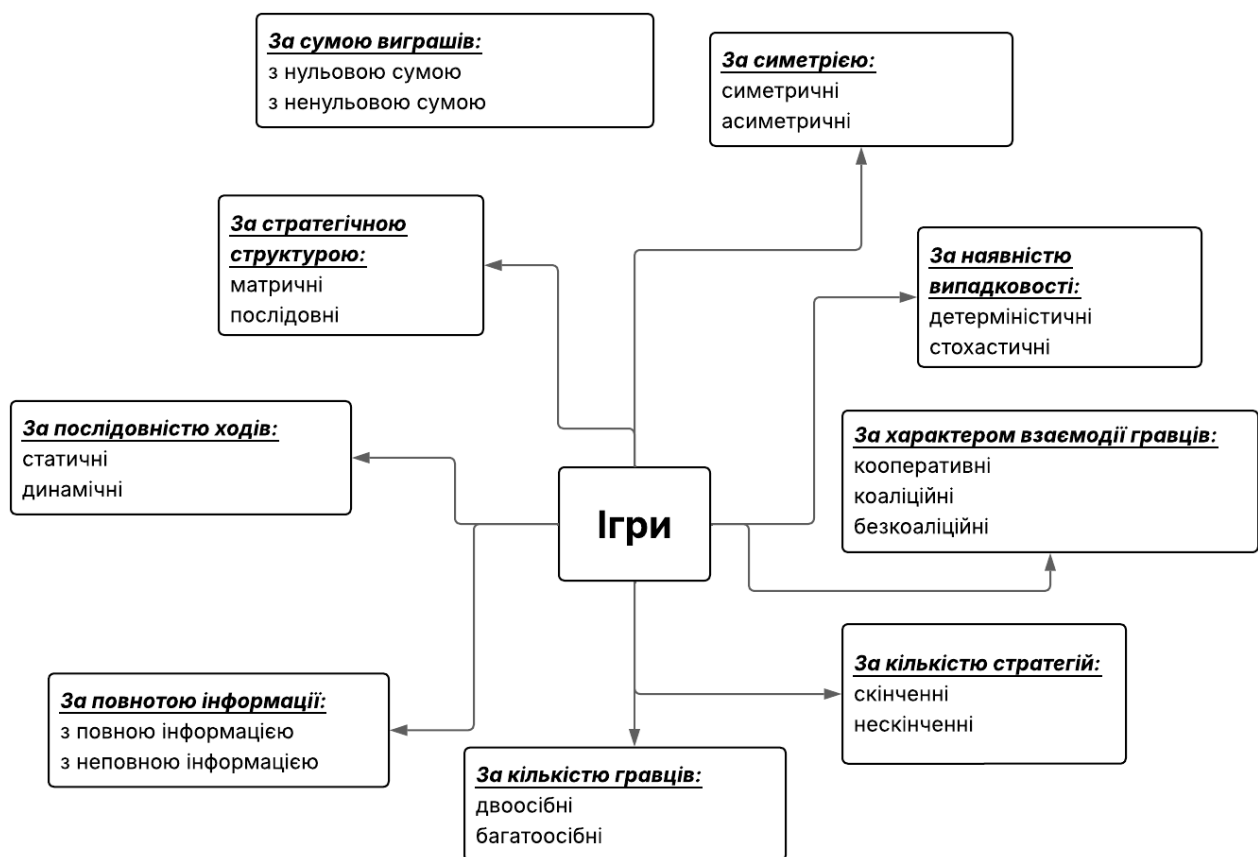 За сумою виграшів:
з нульовою сумою
з ненульовою сумою
За симетрією:
симетричні
асиметричні
За стратегічною
структурою:
матричні
послідовні
За наявністю
випадковості:
детерміністичні
стохастичні
За послідовністю ходів:
статичні
динамічні
За характером взаємодії гравців:
кооперативні
коаліційні
безкоаліційні
Ігри
За повнотою інформації:
з повною інформацією
з неповною інформацією
За кількістю стратегій:
скінченні
нескінченні
За кількістю гравців:
двоосібні
багатоосібні